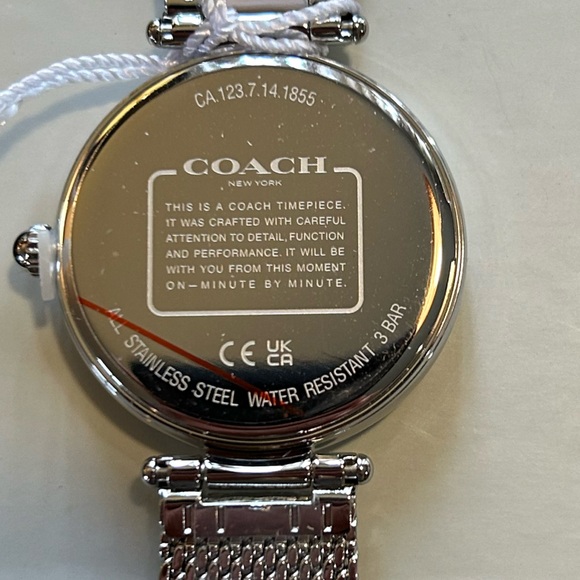 CA.123.7.14.1855
COACH
NEW YORK
THIS IS A COACH TIMEPIECE.
IT WAS CRAFTED WITH CAREFUL
ATTENTION TO DETAIL, FUNCTION
AND PERFORMANCE. IT WILL BE
WITH YOU FROM THIS MOMENT
ON—MINUTE BY MINUTE.
CE UK
CA
ALL STAINLESS STEEL WATER RESISTANT 3 BAR